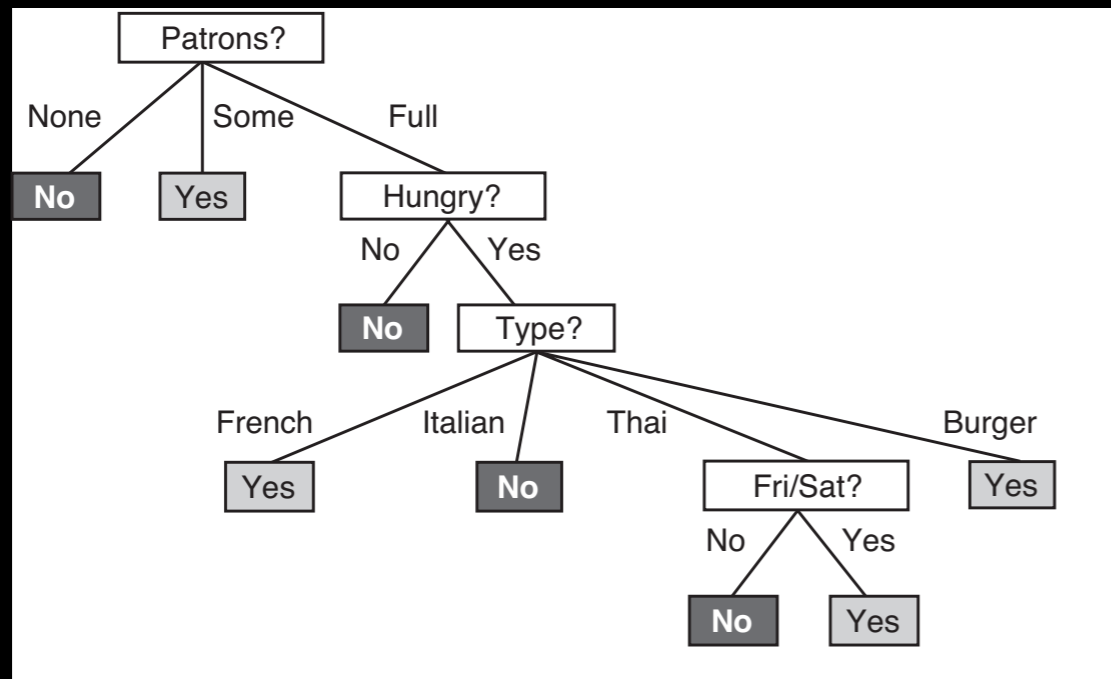 Patrons?
None Some Full
No Yes Hungry?
No Yes
No Type?
French Italian Thai Burger
Yes No Fri/Sat? Yes
No Yes
No Yes